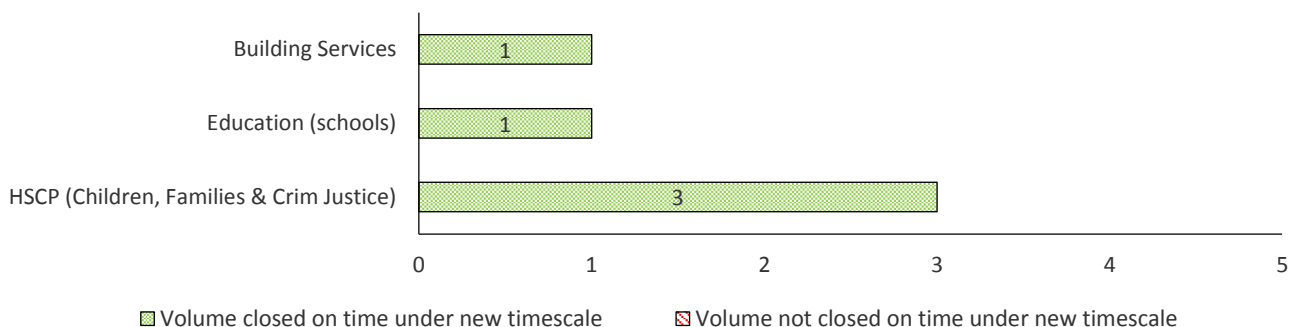 Building Services
1
Education (schools)
1
HSCP (Children, Families & Crim Justice)
3
0 1 2 3 4 5
Volume closed on time under new timescale Volume not closed on time under new timescale